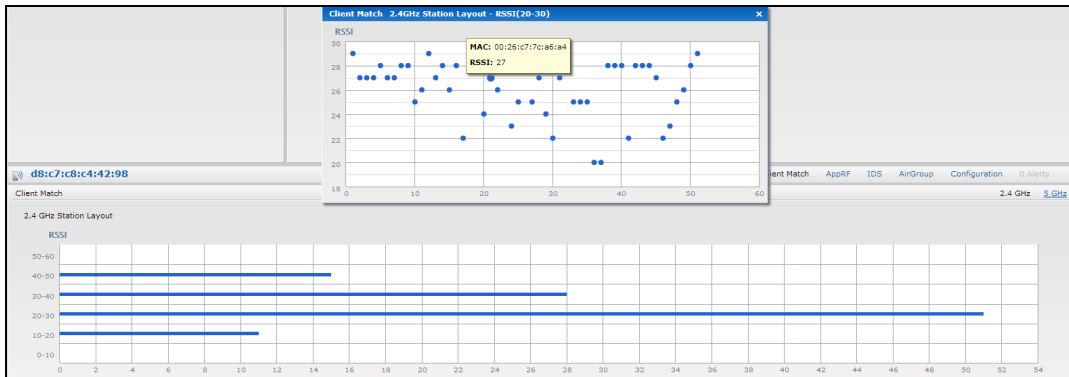 Client Match 2.4GHz Station Layout - RSSI(20-30) x
RSSI
30
28
26
24
22
20
18
0 10 20 30 40 50 60
MAC: 00:26:c7:7c:a6:a4
RSSI: 27
d8:c7:c8:c4:42:98
ient Match AppRF IDS AirGroup Configuration 0 Alerts
Client Match 2.4 GHz 5 GHz
2.4 GHz Station Layout
RSSI
50-60
40-50
30-40
20-30
10-20
0-10
0 2 4 6 8 10 12 14 16 18 20 22 24 26 28 30 32 34 36 38 40 42 44 46 48 50 52 54